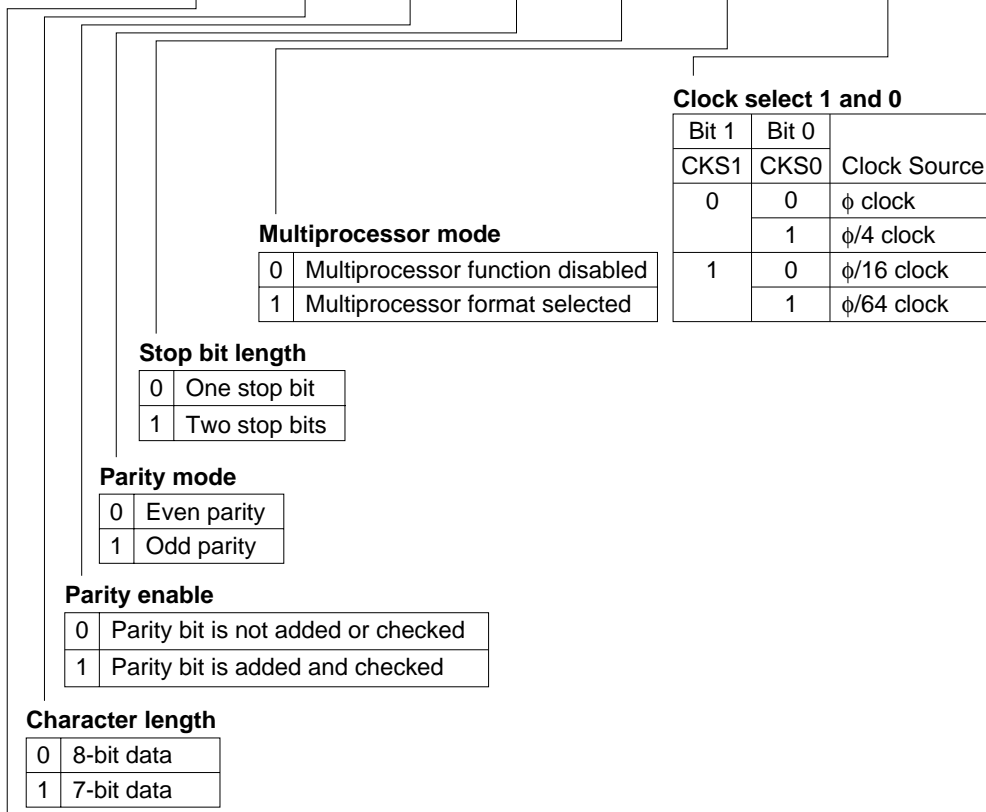 Clock select 1 and 0
Bit 1 Bit 0
CKS1 CKS0 Clock Source
0 0 ϕ clock
1 ϕ/4 clock
1 0 ϕ/16 clock
1 ϕ/64 clock
Multiprocessor mode
0 Multiprocessor function disabled
1 Multiprocessor format selected
Stop bit length
0 One stop bit
1 Two stop bits
Parity mode
0 Even parity
1 Odd parity
Parity enable
0 Parity bit is not added or checked
1 Parity bit is added and checked
Character length
0 8-bit data
1 7-bit data